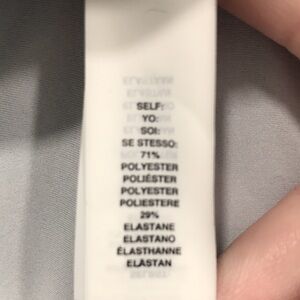 SELF:
YO:
SOI:
SE STESSO:
71%
POLYESTER
POLIÉSTER
POLYESTER
POLIESTERE
29%
ELASTANE
ELASTANO
ÉLASTHANNE
ELASTAN